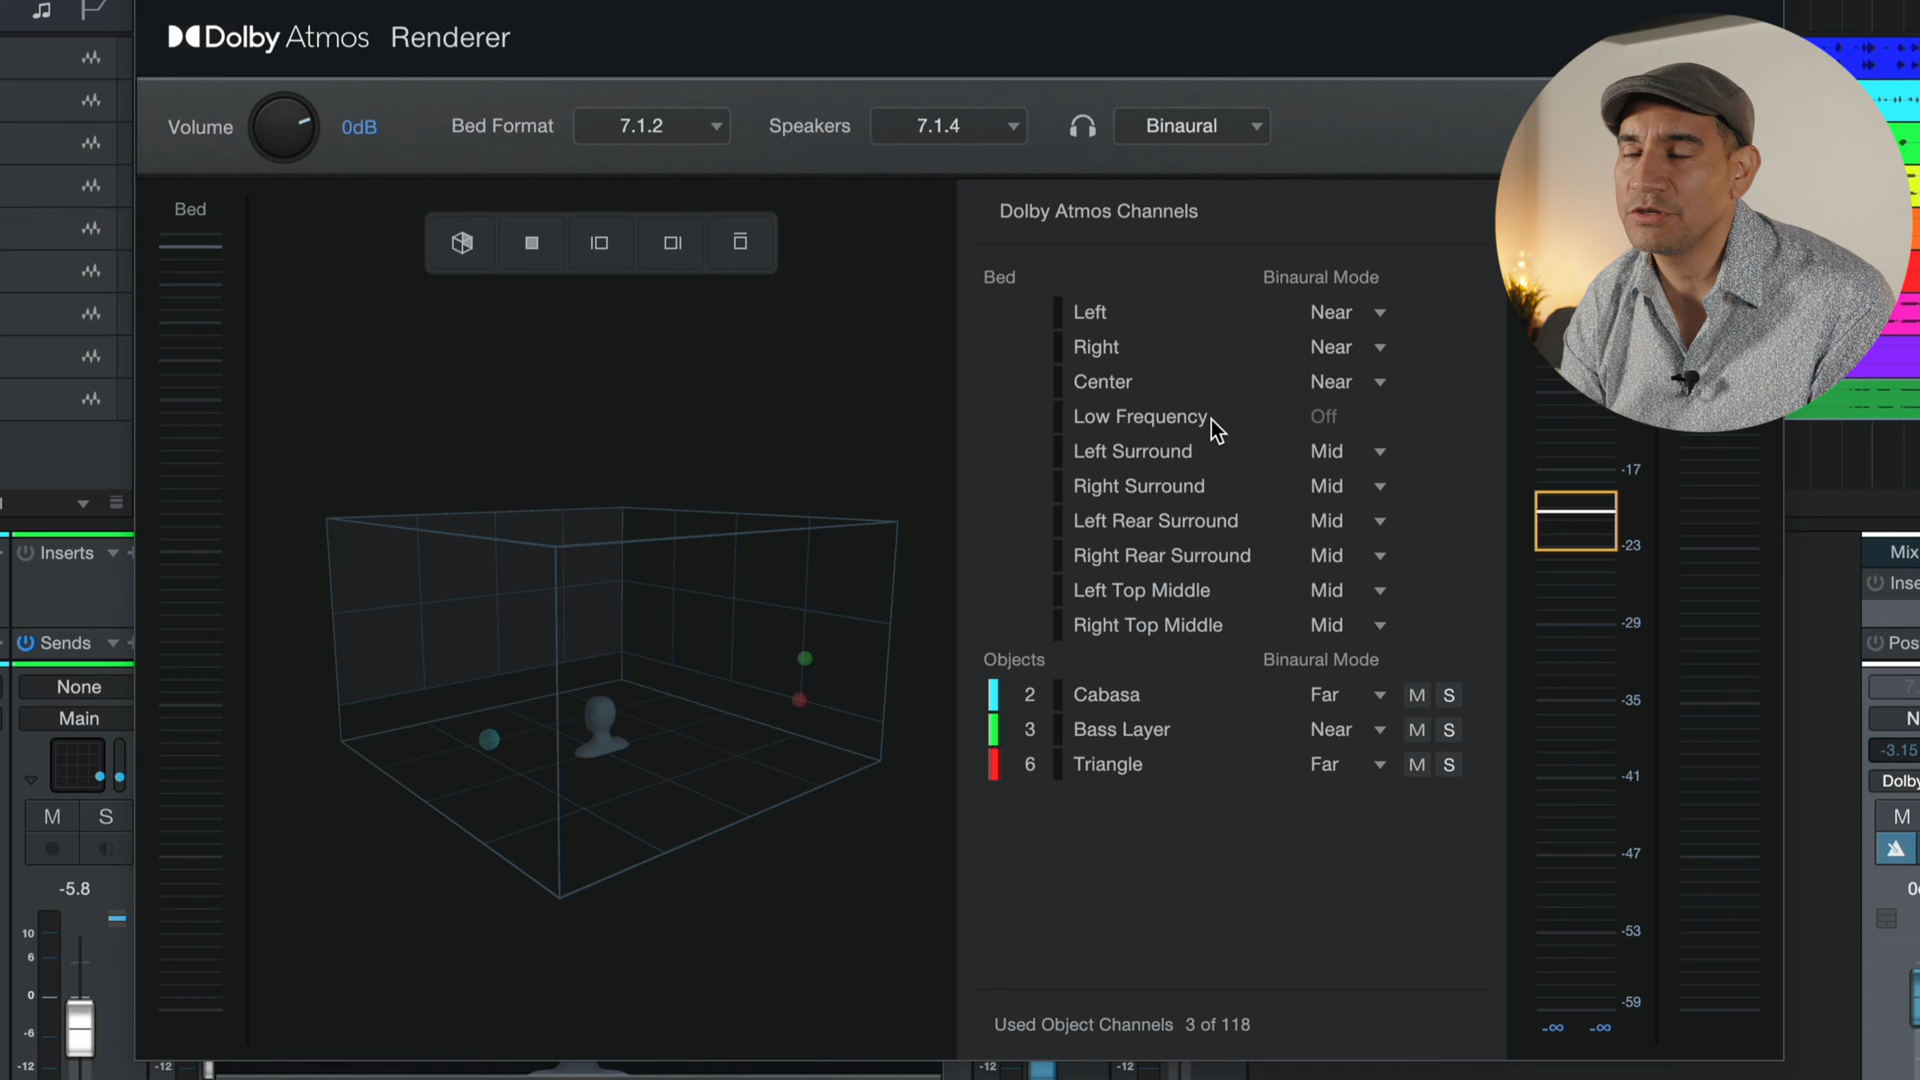 Dolby Atmos Renderer
Volume 0dB Bed Format 7.1.2 Speakers 7.1.4 Binaural
Bed
Dolby Atmos Channels
Bed Binaural Mode
Left Near
Right Near
Center Near
Low Frequency Off
Left Surround Mid
Right Surround Mid
Left Rear Surround Mid
Right Rear Surround Mid
Left Top Middle Mid
Right Top Middle Mid
Objects Binaural Mode
2 Cabasa Far M S
3 Bass Layer Near M S
6 Triangle Far M S
Used Object Channels 3 of 118
-17
-23
-29
-35
-41
-47
-53
-59
-∞ -∞
Inserts
Sends
None
Main
M S
-5.8
10
6
0
-6
-12
-12
-12
-12
Mix
Inse
Pos
N
-3.15
Dolby
M